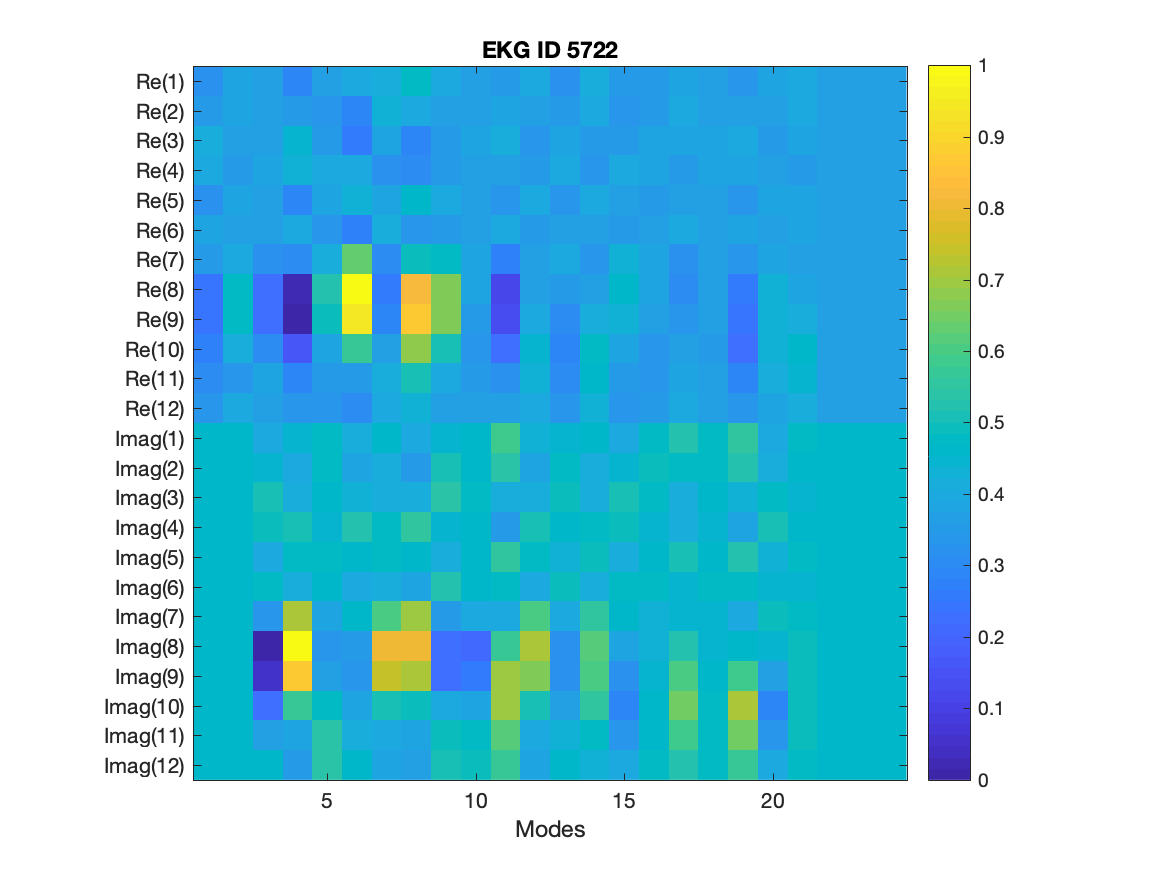 EKG ID 5722
Re(1)
Re(2)
Re(3)
Re(4)
Re(5)
Re(6)
Re(7)
Re(8)
Re(9)
Re(10)
Re(11)
Re(12)
Imag(1)
Imag(2)
Imag(3)
Imag(4)
Imag(5)
Imag(6)
Imag(7)
Imag(8)
Imag(9)
Imag(10)
Imag(11)
Imag(12)
5 10 15 20
Modes
1
0.9
0.8
0.7
0.6
0.5
0.4
0.3
0.2
0.1
0